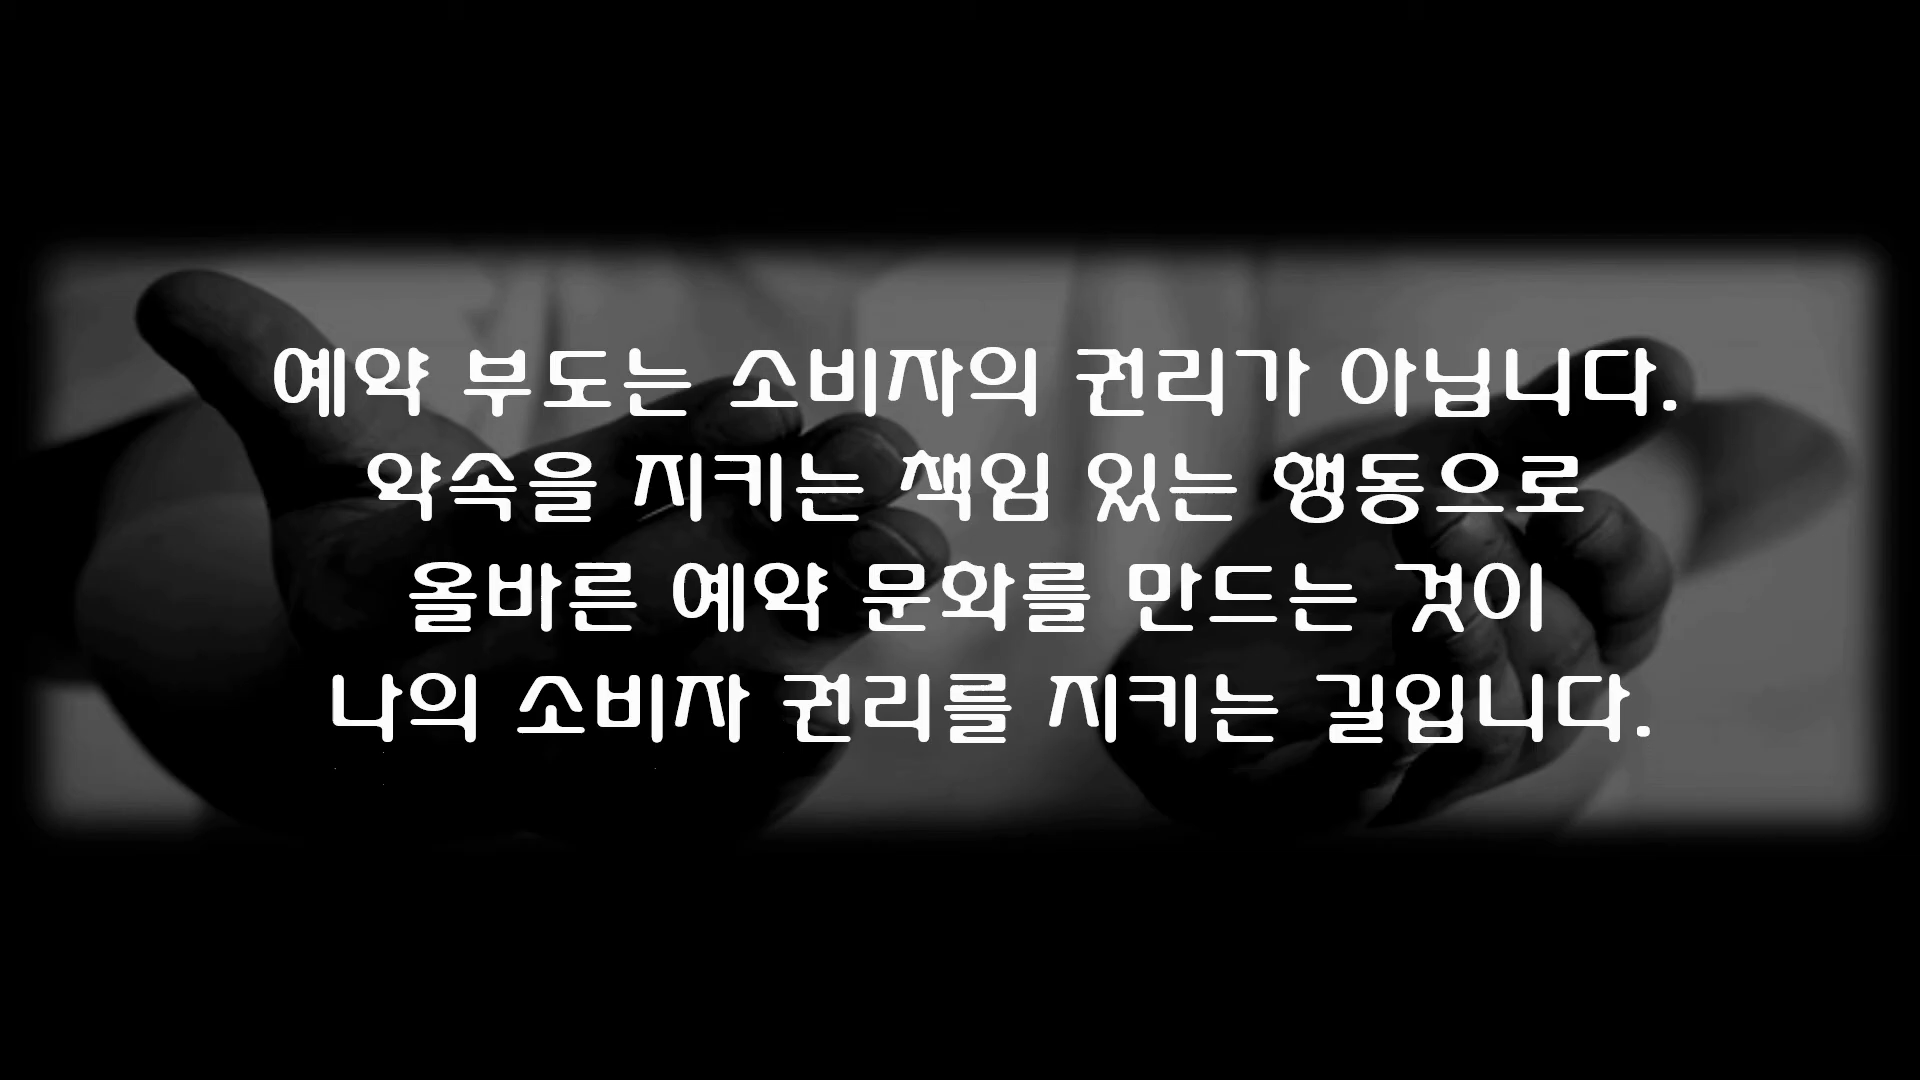 예약 부도는 소비자의 권리가 아닙니다.
약속을 지키는 책임 있는 행동으로
올바른 예약 문화를 만드는 것이
나의 소비자 권리를 지키는 길입니다.